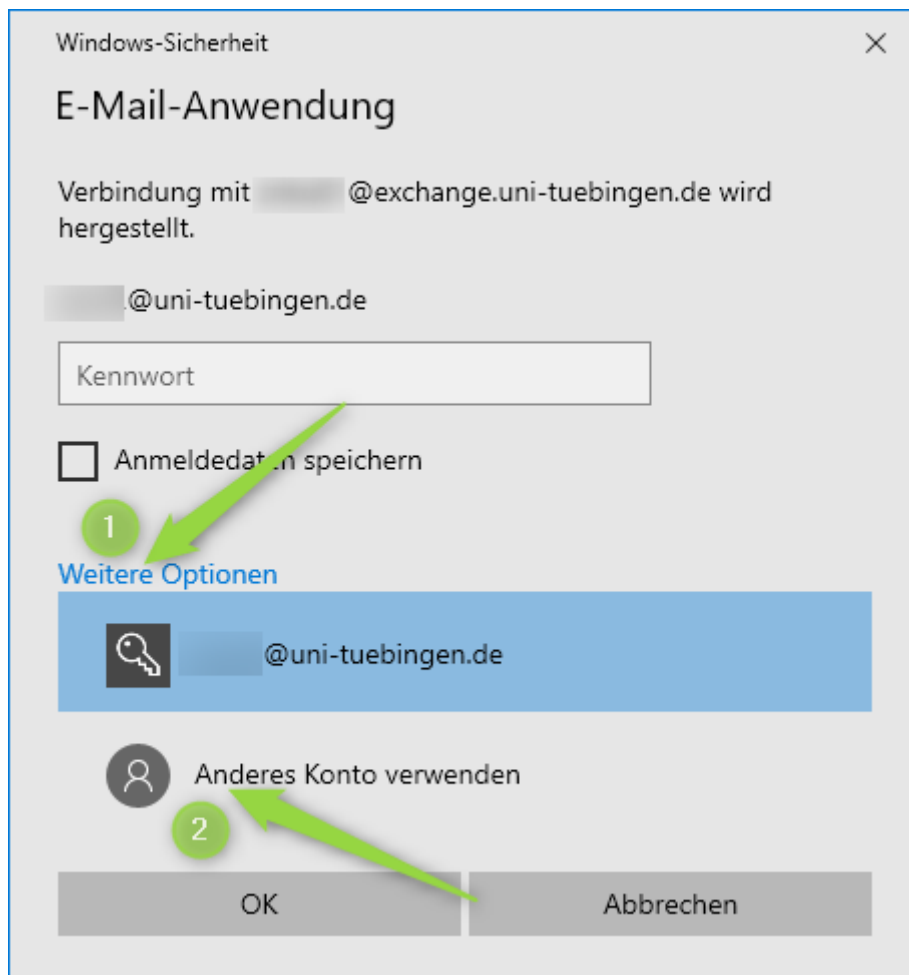 Windows-Sicherheit
E-Mail-Anwendung
Verbindung mit @exchange.uni-tuebingen.de wird
hergestellt.
@uni-tuebingen.de
Kennwort
Anmeldedaten speichern
1
Weitere Optionen
@uni-tuebingen.de
Anderes Konto verwenden
2
OK
Abbrechen